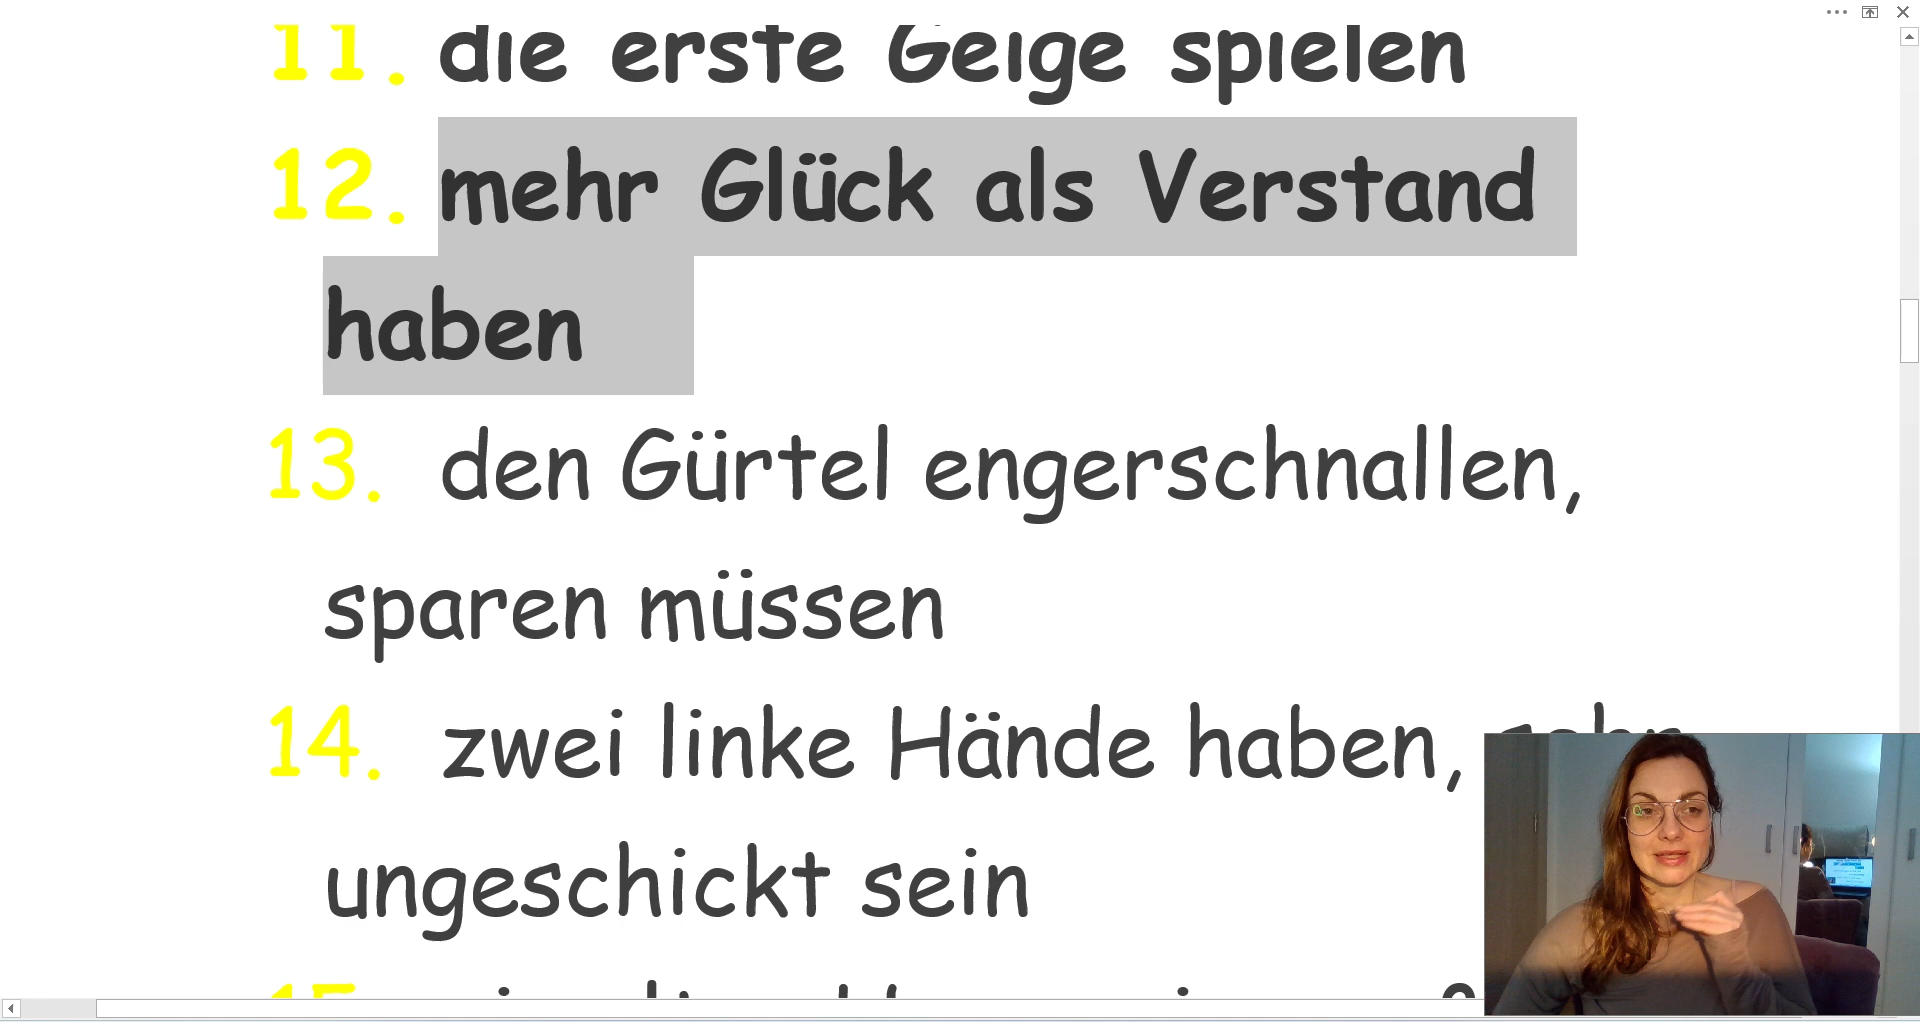 11. die erste Geige spielen
12. mehr Glück als Verstand
haben
13. den Gürtel engerschnallen,
sparen müssen
14. zwei linke Hände haben,
ungeschickt sein